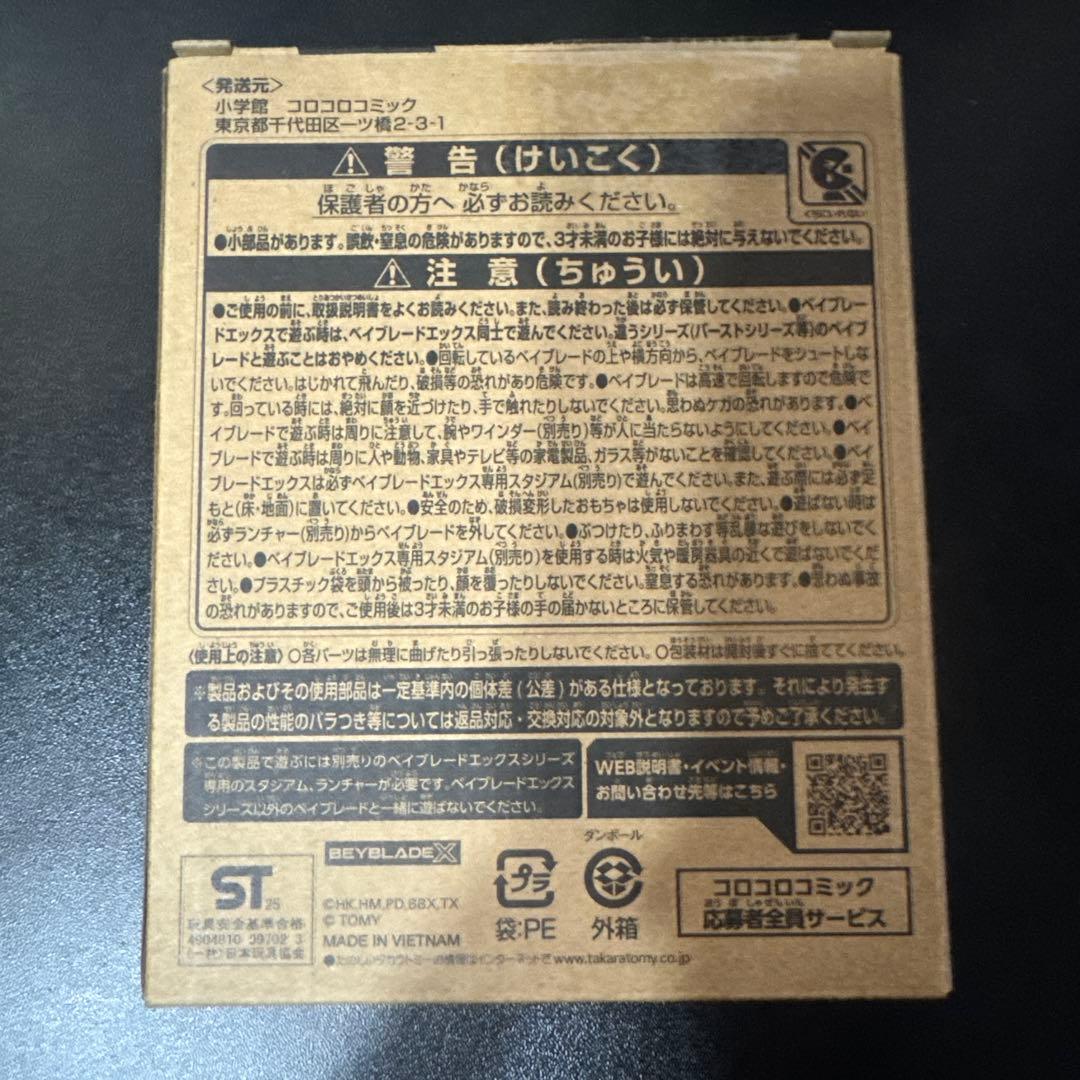 <発送元>
小学館 コロコロコミック
東京都千代田区一ツ橋2-3-1
警告(けいこく)
保護者の方へ 必ずお読みください。
くちにいれない
●小部品があります。誤飲・窒息の危険がありますので、3才未満のお子様には絶対に与えないでください。
注意(ちゅうい)
●ご使用の前に、取扱説明書をよくお読みください。また、読み終わった後は必ず保管してください。●ベイブレー
ドエックスで遊ぶ時は、ベイブレードエックス同士で遊んでください。違うシリーズ(バーストシリーズ等)のベイブ
レードと遊ぶことはおやめください。●回転しているベイブレードの上や横方向から、ベイブレードをシュートしな
いでください。はじかれて飛んだり、破損等の恐れがあり危険です。●ベイブレードは高速で回転しますので危険で
す。回っている時には、絶対に顔を近づけたり、手で触れたりしないでください。思わぬケガの恐れがあります。●ベ
イブレードで遊ぶ時は周りに注意して、腕やワインダー(別売り)等が人に当たらないようにしてください。●ベイ
ブレードで遊ぶ時は周りに人や動物、家具やテレビ等の家電製品、ガラス等がないことを確認してください。●ベイ
ブレードエックスは必ずベイブレードエックス専用スタジアム(別売り)で遊んでください。また、遊ぶ際には必ず足
もと(床・地面)に置いてください。●安全のため、破損変形したおもちゃは使用しないでください。●遊ばない時は
必ずランチャー(別売り)からベイブレードを外してください。●ぶつけたり、ふりまわす等乱暴な遊びをしないでく
ださい。●ベイブレードエックス専用スタジアム(別売り)を使用する時は火気や暖房器具の近くで遊ばないでくだ
さい。●プラスチック袋を頭から被ったり、顔を覆ったりしないでください。窒息する恐れがあります。●思わぬ事故
の恐れがありますので、ご使用後は3才未満のお子様の手の届かないところに保管してください。
〈使用上の注意〉○各パーツは無理に曲げたり引っ張ったりしないでください。○包装材は開封後すぐに捨ててください。
※製品およびその使用部品は一定基準内の個体差(公差)がある仕様となっております。それにより発生す
る製品の性能のバラつき等については返品対応・交換対応の対象外となりますので予めご了承ください。
※この製品で遊ぶには別売りのベイブレードエックスシリーズ
専用のスタジアム、ランチャーが必要です。ベイブレードエックス
シリーズ以外のベイブレードと一緒に遊ばないでください。
WEB説明書・イベント情報・
お問い合わせ先等はこちら
ST 25
玩具安全基準合格
4904810 09702 3
(一社)日本玩具協会
BEYBLADE X
©HK,HM,PD,BBX,TX
© TOMY
MADE IN VIETNAM
●たのしいタカラトミーの情報はインターネットで www.takaratomy.co.jp
プラ
袋:PE
ダンボール
外箱
コロコロコミック
応募者全員サービス